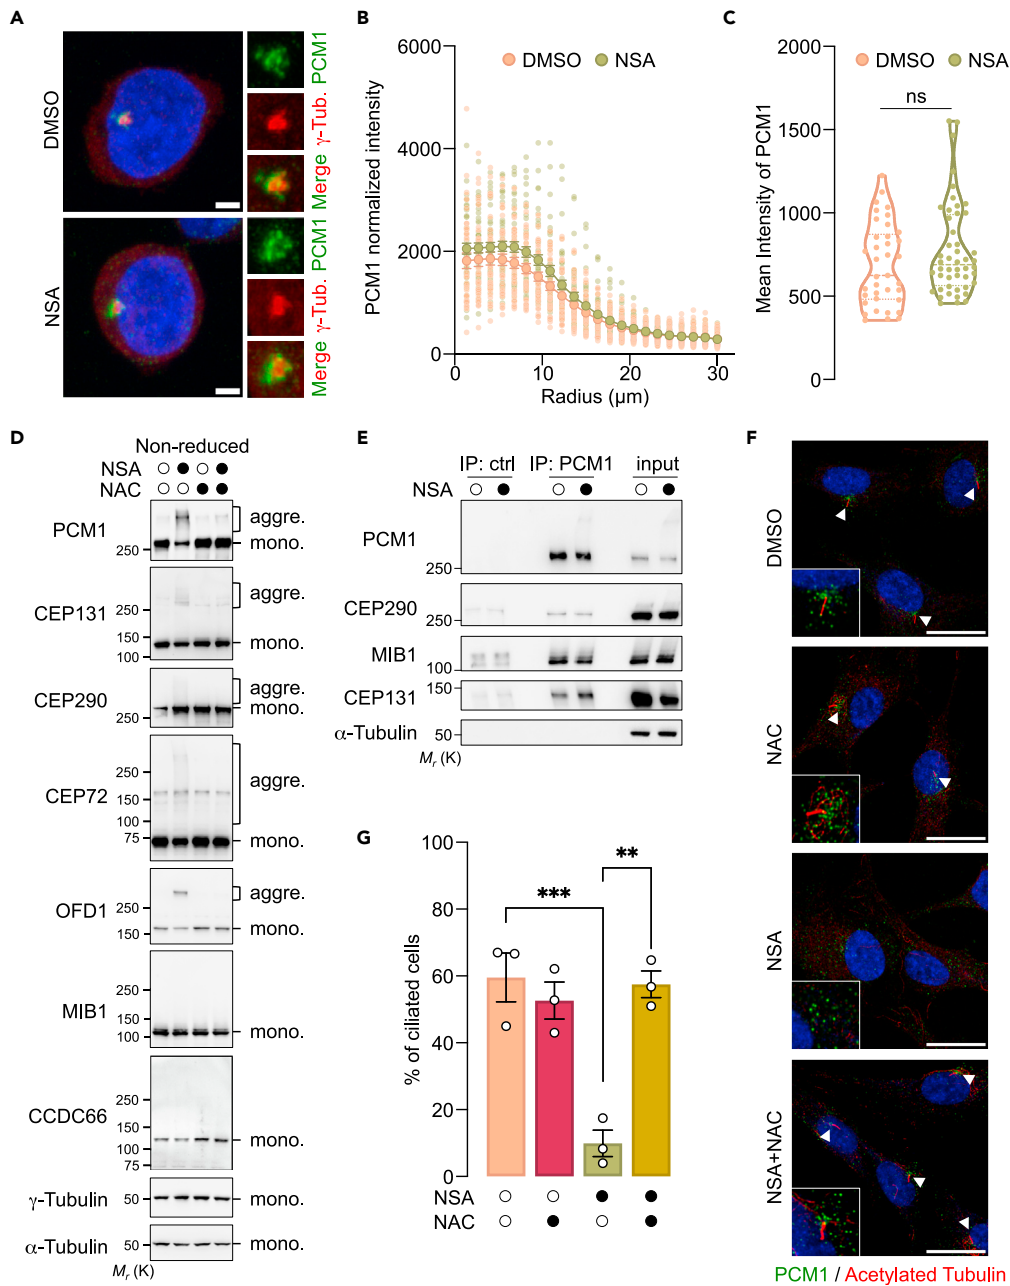 A
DMSO
NSA
PCM1
γ-Tub.
Merge
PCM1
γ-Tub.
Merge
B
PCM1 normalized intensity
6000
4000
2000
0
DMSO
NSA
0
10
20
30
Radius (μm)
C
Mean Intensity of PCM1
2000
1500
1000
500
0
DMSO
NSA
ns
D
Non-reduced
NSA
NAC
PCM1
250
aggre.
mono.
CEP131
250
150
100
aggre.
mono.
CEP290
250
aggre.
mono.
CEP72
250
150
100
75
aggre.
mono.
OFD1
250
150
aggre.
mono.
MIB1
250
150
100
mono.
CCDC66
250
150
100
75
mono.
γ-Tubulin
50
mono.
α-Tubulin
50
mono.
Mr (K)
E
IP: ctrl
IP: PCM1
input
NSA
PCM1
250
CEP290
250
MIB1
100
CEP131
150
α-Tubulin
50
Mr (K)
F
DMSO
NAC
NSA
NSA+NAC
PCM1 / Acetylated Tubulin
G
% of ciliated cells
100
80
60
40
20
0
***
**
NSA
NAC